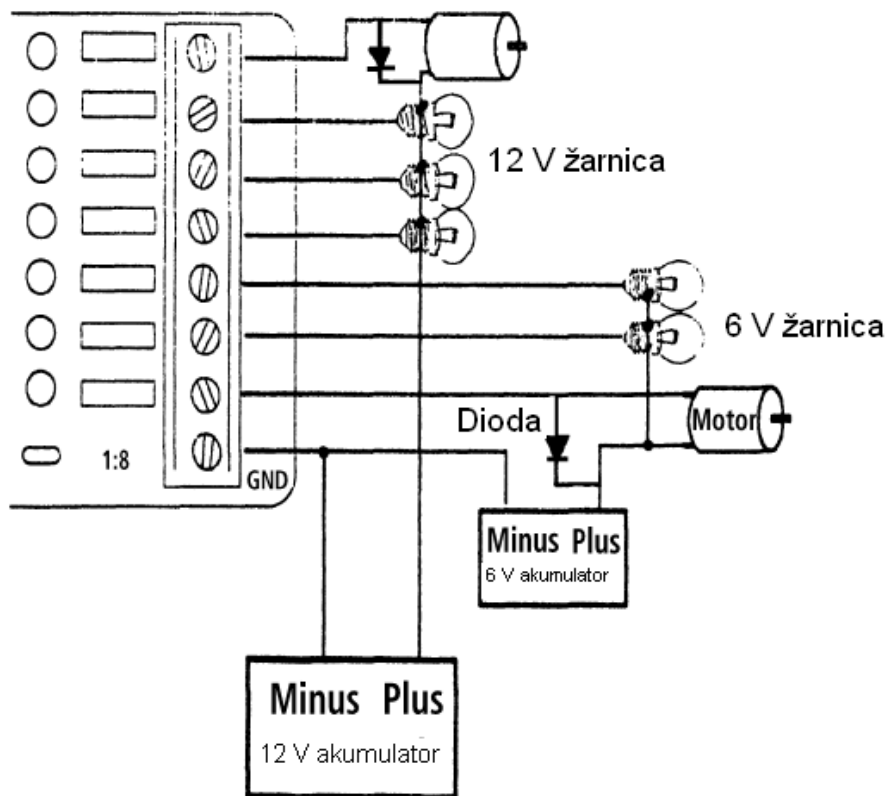 12 V žarnica
6 V žarnica
Dioda
Motor
1:8
GND
Minus Plus
6 V akumulator
Minus Plus
12 V akumulator